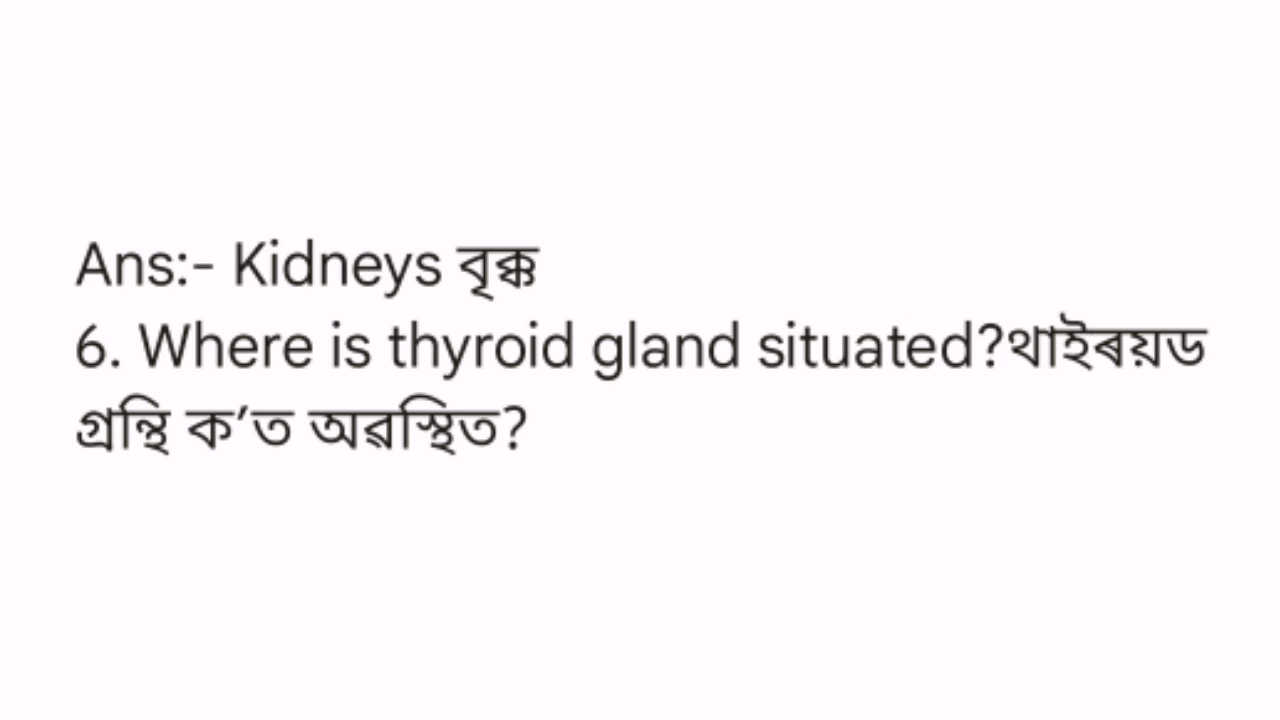 Ans:- Kidneys বৃক্ক
6. Where is thyroid gland situated?থাইৰয়ড
গ্ৰন্থি ক’ত অৱস্থিত?